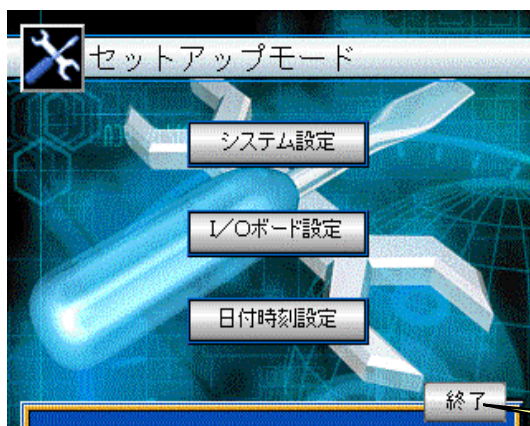 セットアップモード
システム設定
I/Oボード設定
日付時刻設定
終了